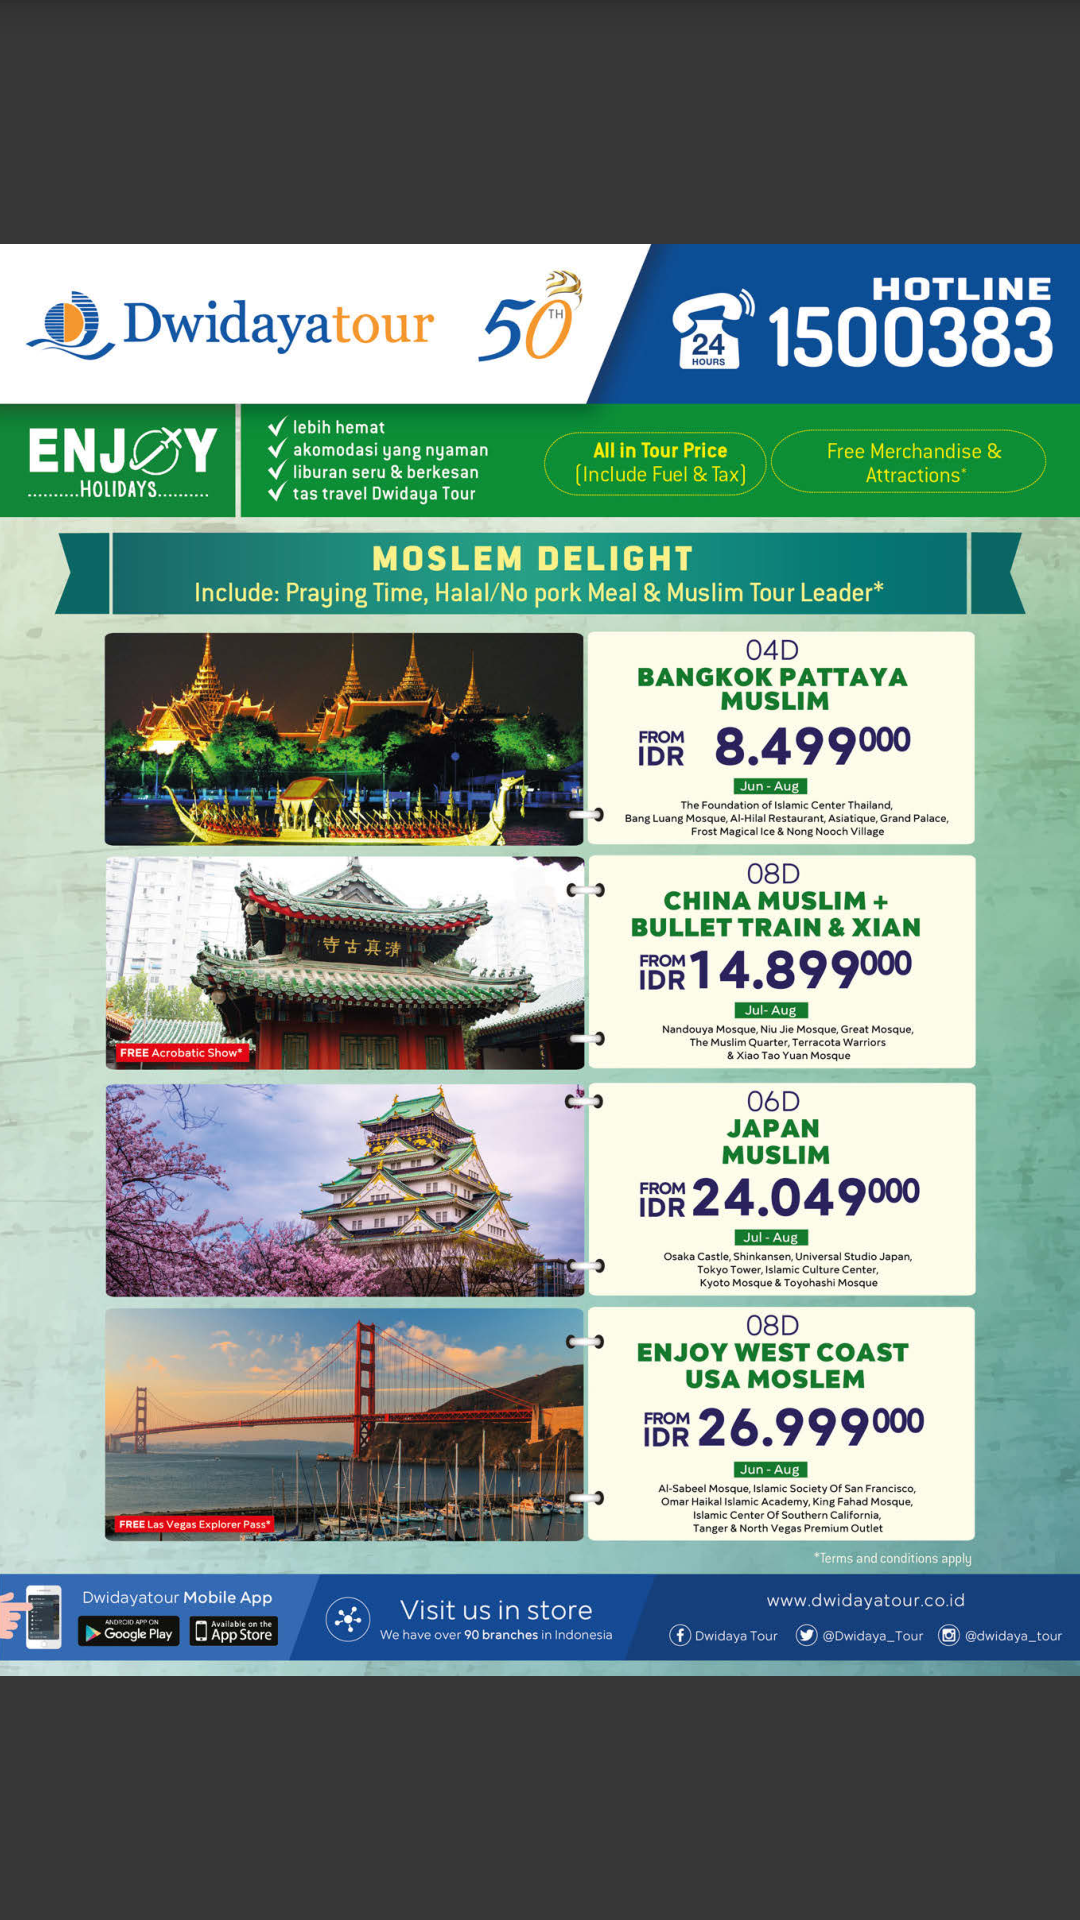 Dwidayatour 50TH
HOTLINE
24 HOURS
1500383
ENJOY
HOLIDAYS
lebih hemat
akomodasi yang nyaman
liburan seru & berkesan
tas travel Dwidaya Tour
All in Tour Price
(Include Fuel & Tax)
Free Merchandise &
Attractions*
MOSLEM DELIGHT
Include: Praying Time, Halal/No pork Meal & Muslim Tour Leader*
04D
BANGKOK PATTAYA
MUSLIM
FROM IDR 8.499000
Jun - Aug
The Foundation of Islamic Center Thailand,
Bang Luang Mosque, Al-Hilal Restaurant, Asiatique, Grand Palace,
Frost Magical Ice & Nong Nooch Village
寺古真清
FREE Acrobatic Show*
08D
CHINA MUSLIM +
BULLET TRAIN & XIAN
FROM IDR 14.899000
Jul- Aug
Nandouya Mosque, Niu Jie Mosque, Great Mosque,
The Muslim Quarter, Terracota Warriors
& Xiao Tao Yuan Mosque
06D
JAPAN
MUSLIM
FROM IDR 24.049000
Jul - Aug
Osaka Castle, Shinkansen, Universal Studio Japan,
Tokyo Tower, Islamic Culture Center,
Kyoto Mosque & Toyohashi Mosque
FREE Las Vegas Explorer Pass*
08D
ENJOY WEST COAST
USA MOSLEM
FROM IDR 26.999000
Jun - Aug
Al-Sabeel Mosque, Islamic Society Of San Francisco,
Omar Haikal Islamic Academy, King Fahad Mosque,
Islamic Center Of Southern California,
Tanger & North Vegas Premium Outlet
*Terms and conditions apply
Dwidayatour Mobile App
ANDROID APP ON
Google Play
Available on the
App Store
Visit us in store
We have over 90 branches in Indonesia
www.dwidayatour.co.id
Dwidaya Tour @Dwidaya_Tour @dwidaya_tour